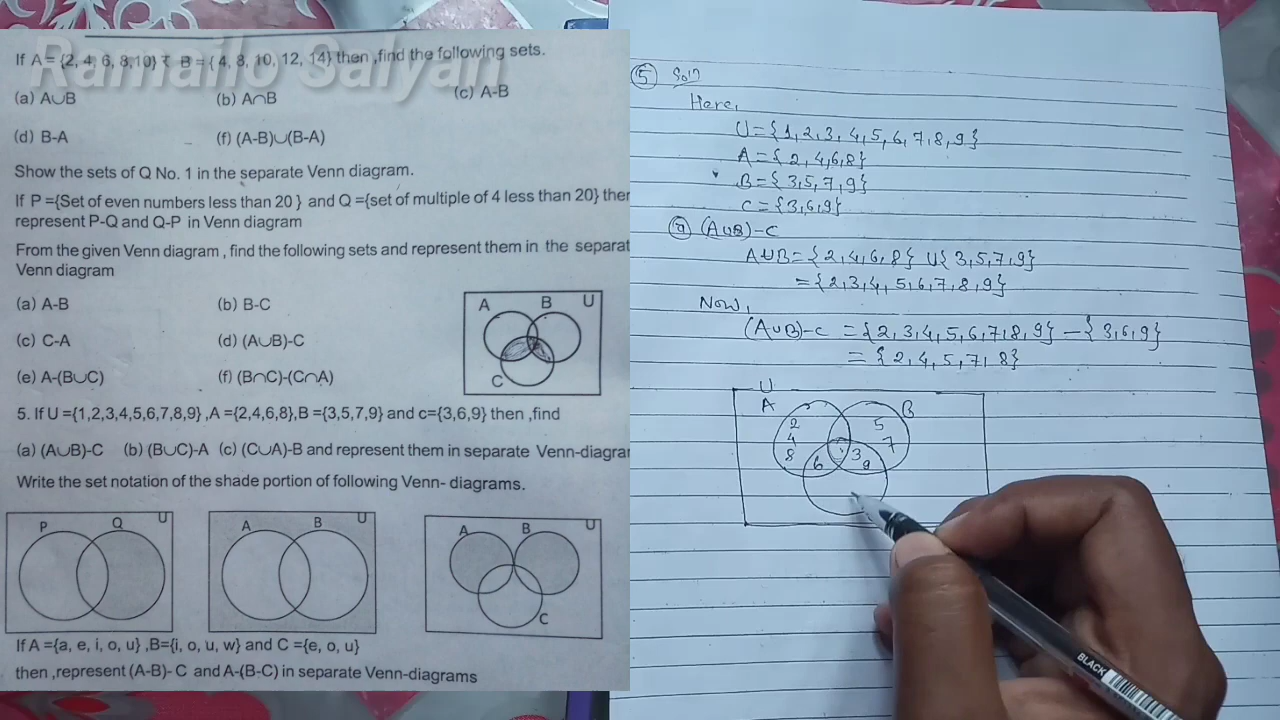 Ramailo Salyan
If A = {2, 4, 6, 8,10} र B = { 4, 8, 10, 12, 14} then ,find the following sets.
(a) A∪B (b) A∩B (c) A-B
(d) B-A (f) (A-B)∪(B-A)
Show the sets of Q No. 1 in the separate Venn diagram.
If P ={Set of even numbers less than 20 } and Q ={set of multiple of 4 less than 20} then
represent P-Q and Q-P in Venn diagram
From the given Venn diagram , find the following sets and represent them in the separat
Venn diagram
(a) A-B (b) B-C
(c) C-A (d) (A∪B)-C
(e) A-(B∪C) (f) (B∩C)-(C∩A)
A B U
C
5. If U ={1,2,3,4,5,6,7,8,9} ,A ={2,4,6,8},B ={3,5,7,9} and c={3,6,9} then ,find
(a) (A∪B)-C (b) (B∪C)-A (c) (C∪A)-B and represent them in separate Venn-diagra
Write the set notation of the shade portion of following Venn- diagrams.
P Q U
A B U
A B U
C
If A ={a, e, i, o, u} ,B={i, o, u, w} and C ={e, o, u}
then ,represent (A-B)- C and A-(B-C) in separate Venn-diagrams
(5) Soln
Here,
U = {1, 2, 3, 4, 5, 6, 7, 8, 9}
A = {2, 4, 6, 8}
B = {3, 5, 7, 9}
C = {3, 6, 9}
(a) (A∪B)-C
A∪B = {2, 4, 6, 8} ∪ {3, 5, 7, 9}
= {2, 3, 4, 5, 6, 7, 8, 9}
Now,
(A∪B)-C = {2, 3, 4, 5, 6, 7, 8, 9} - {3, 6, 9}
= {2, 4, 5, 7, 8}
U
A B
2 5
4 7
8 6 3 9
BLACK